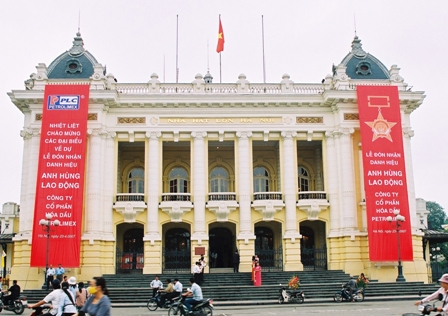 PLC
PETROLIMEX
NHIỆT LIỆT
CHÀO MỪNG
CÁC ĐẠI BIỂU
VỀ DỰ
LỄ ĐÓN NHẬN
DANH HIỆU
ANH HÙNG
LAO ĐỘNG
CÔNG TY
CỔ PHẦN
HÓA DẦU
PETROLIMEX
LỄ ĐÓN NHẬN
DANH HIỆU
ANH HÙNG
LAO ĐỘNG
CÔNG TY
CỔ PHẦN
HÓA DẦU
PETROLIMEX